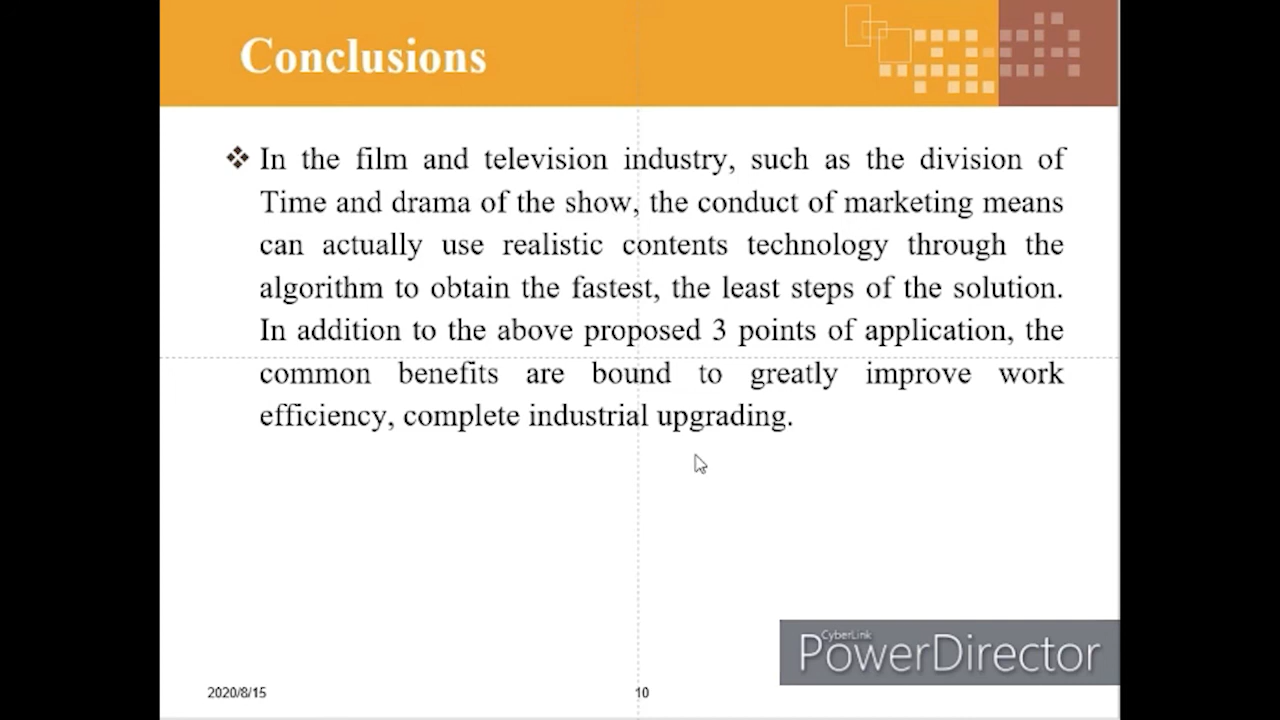 Conclusions
In the film and television industry, such as the division of
Time and drama of the show, the conduct of marketing means
can actually use realistic contents technology through the
algorithm to obtain the fastest, the least steps of the solution.
In addition to the above proposed 3 points of application, the
common benefits are bound to greatly improve work
efficiency, complete industrial upgrading.
CyberLink
PowerDirector
2020/8/15
10